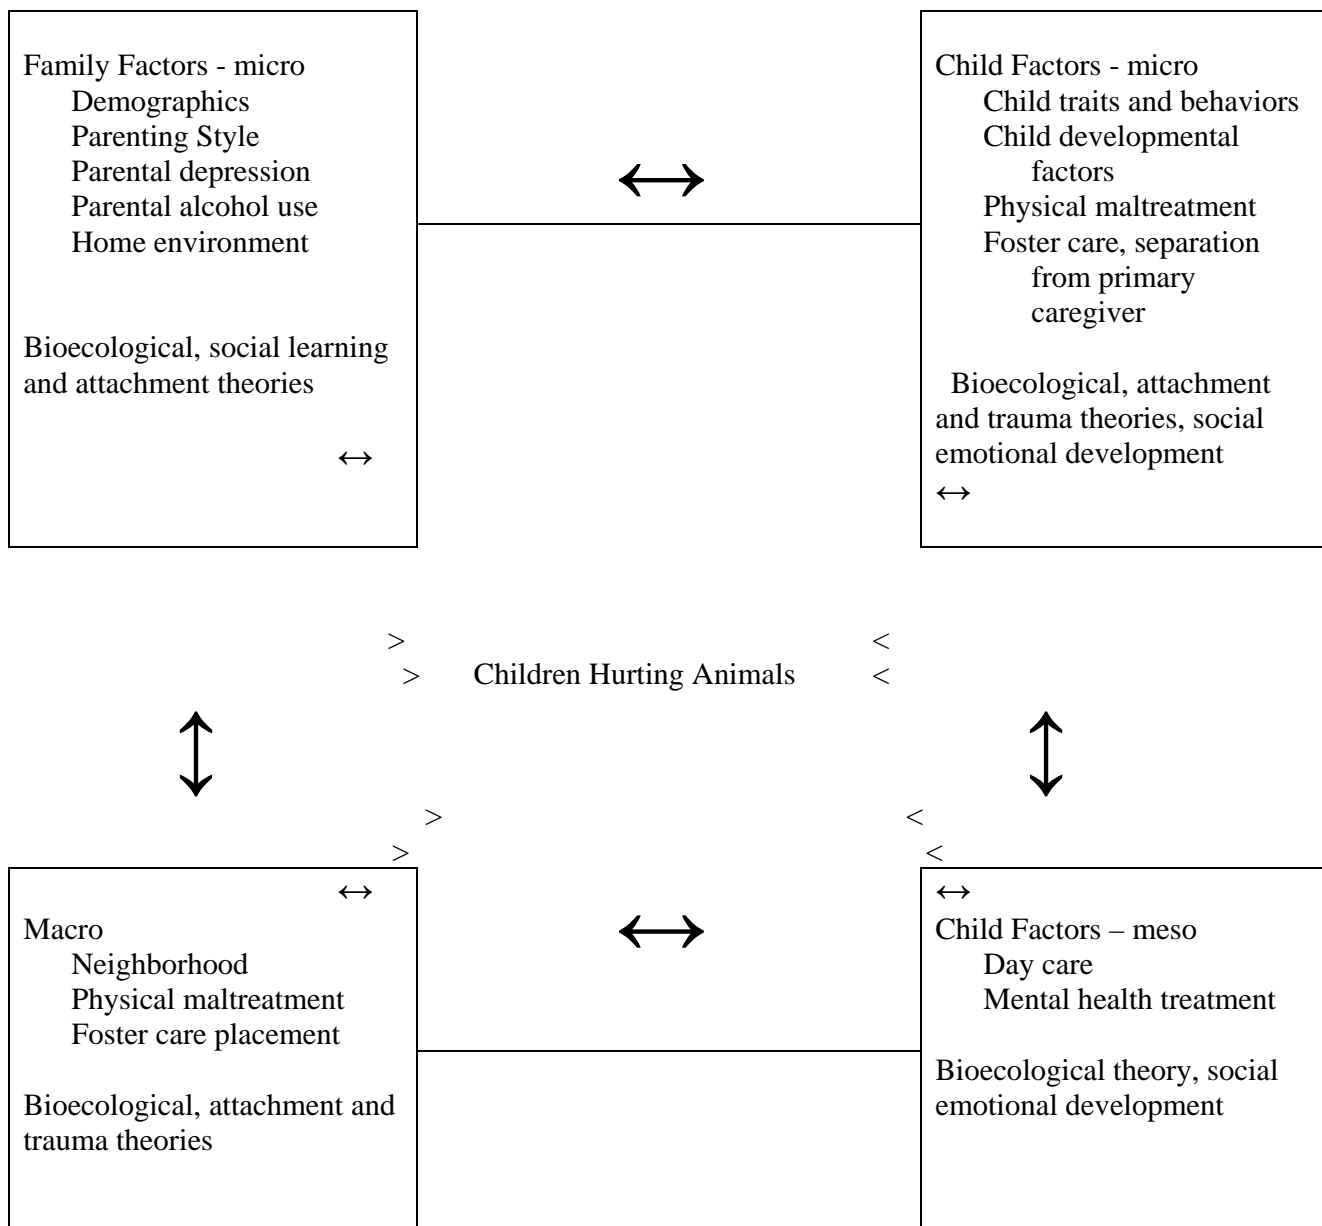 Family Factors - micro
Demographics
Parenting Style
Parental depression
Parental alcohol use
Home environment
Bioecological, social learning
and attachment theories
↔
↔
Child Factors - micro
Child traits and behaviors
Child developmental
factors
Physical maltreatment
Foster care, separation
from primary
caregiver
Bioecological, attachment
and trauma theories, social
emotional development
↔
> <
> Children Hurting Animals <
↕ ↕
> <
> <
↔
Macro
Neighborhood
Physical maltreatment
Foster care placement
Bioecological, attachment and
trauma theories
↔
↔
Child Factors – meso
Day care
Mental health treatment
Bioecological theory, social
emotional development